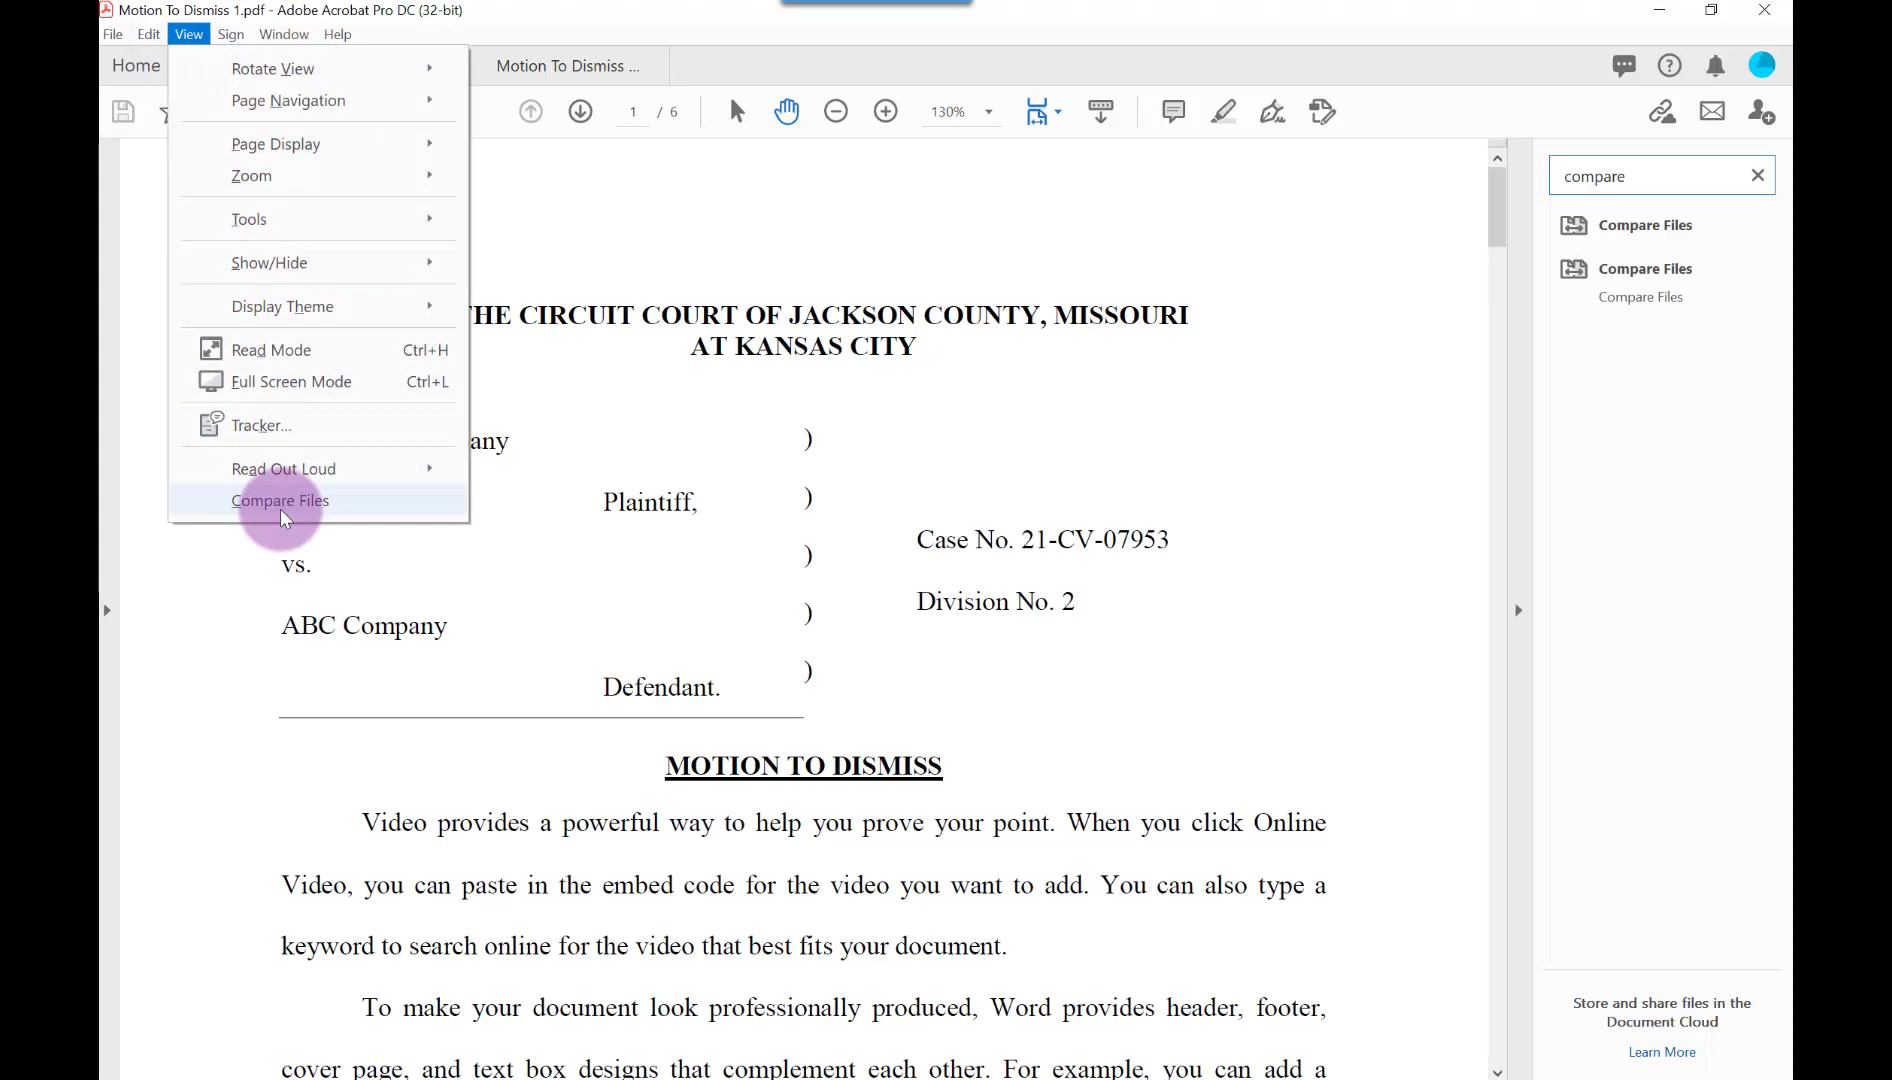 Motion To Dismiss 1.pdf - Adobe Acrobat Pro DC (32-bit)
File Edit View Sign Window Help
Home Motion To Dismiss ...
1 / 6 130%
Rotate View
Page Navigation
Page Display
Zoom
Tools
Show/Hide
Display Theme
Read Mode Ctrl+H
Full Screen Mode Ctrl+L
Tracker...
Read Out Loud
Compare Files
compare
Compare Files
Compare Files
Compare Files
THE CIRCUIT COURT OF JACKSON COUNTY, MISSOURI
AT KANSAS CITY
any )
Plaintiff, )
Case No. 21-CV-07953
vs. )
Division No. 2
ABC Company )
Defendant. )
MOTION TO DISMISS
Video provides a powerful way to help you prove your point. When you click Online
Video, you can paste in the embed code for the video you want to add. You can also type a
keyword to search online for the video that best fits your document.
To make your document look professionally produced, Word provides header, footer,
cover page, and text box designs that complement each other. For example, you can add a
Store and share files in the
Document Cloud
Learn More